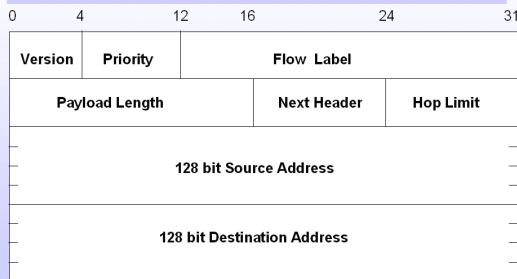 0 4 12 16 24 31
Version Priority Flow Label
Payload Length Next Header Hop Limit
128 bit Source Address
128 bit Destination Address